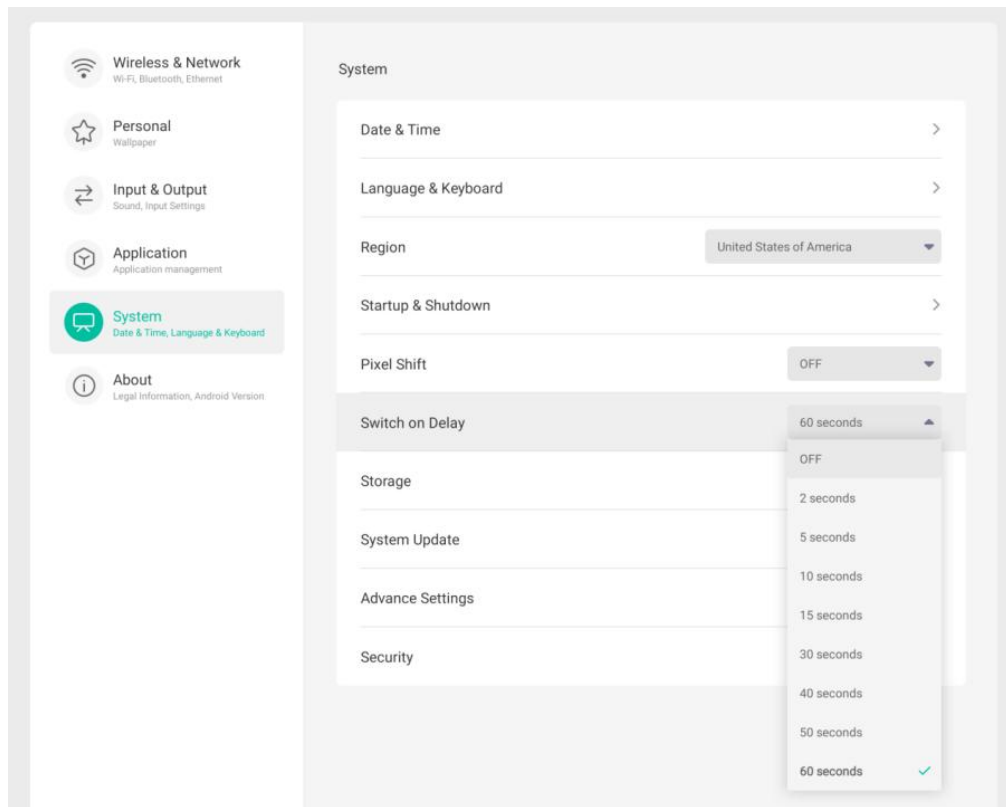 Wireless & Network
Wi-Fi, Bluetooth, Ethernet
Personal
Wallpaper
Input & Output
Sound, Input Settings
Application
Application management
System
Date & Time, Language & Keyboard
About
Legal Information, Android Version
System
Date & Time
Language & Keyboard
Region
United States of America
Startup & Shutdown
Pixel Shift
OFF
Switch on Delay
60 seconds
Storage
System Update
Advance Settings
Security
OFF
2 seconds
5 seconds
10 seconds
15 seconds
30 seconds
40 seconds
50 seconds
60 seconds